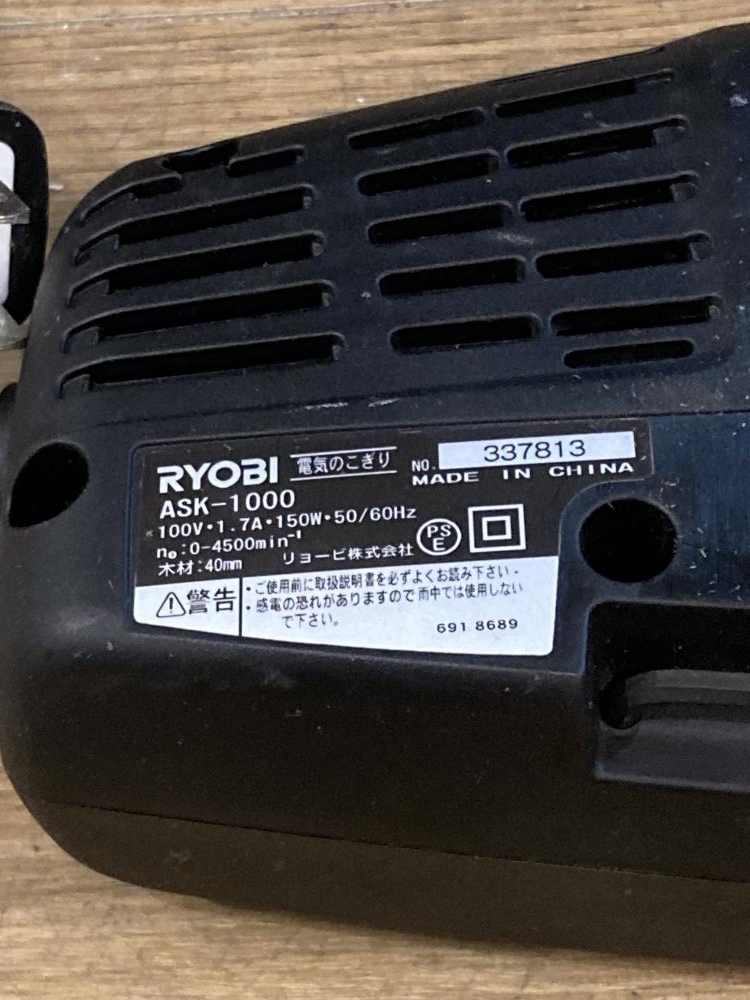 RYOBI 電気のこぎり NO. 337813
ASK-1000 MADE IN CHINA
100V・1.7A・150W・50/60Hz
n₀:0-4500min⁻¹ リョービ株式会社 PSE
木材:40mm
警告
・ご使用前に取扱説明書を必ずよくお読み下さい。
・感電の恐れがありますので雨中では使用しない
で下さい。
691 8689